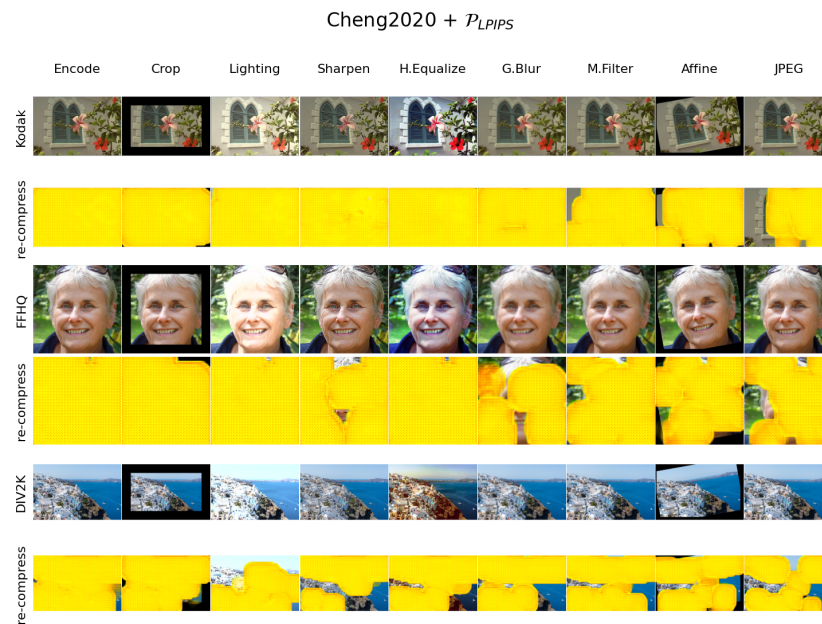 Cheng2020 + 𝒫LPIPS
Encode Crop Lighting Sharpen H.Equalize G.Blur M.Filter Affine JPEG
Kodak
re-compress
FFHQ
re-compress
DIV2K
re-compress